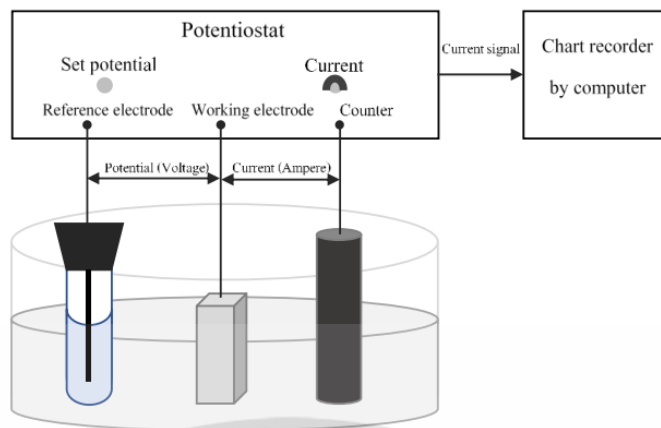 Potentiostat
Set potential
Current
Reference electrode
Working electrode
Counter
Current signal
Chart recorder
by computer
Potential (Voltage)
Current (Ampere)